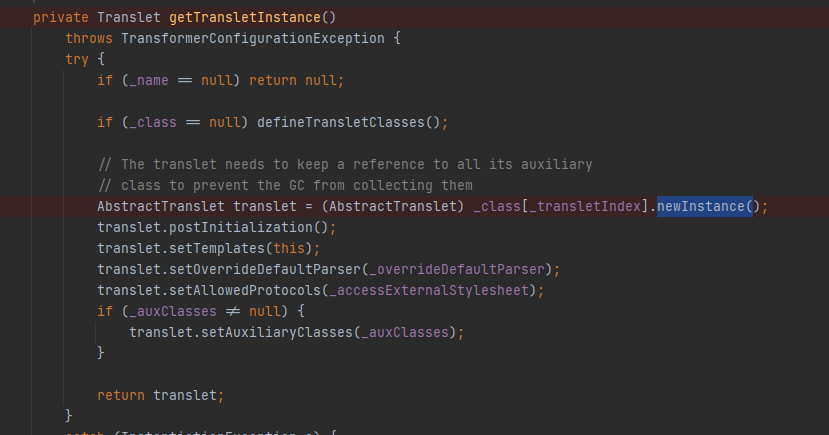 private Translet getTransletInstance()
throws TransformerConfigurationException {
try {
if (_name == null) return null;
if (_class == null) defineTransletClasses();
// The translet needs to keep a reference to all its auxiliary
// class to prevent the GC from collecting them
AbstractTranslet translet = (AbstractTranslet) _class[_transletIndex].newInstance();
translet.postInitialization();
translet.setTemplates(this);
translet.setOverrideDefaultParser(_overrideDefaultParser);
translet.setAllowedProtocols(_accessExternalStylesheet);
if (_auxClasses != null) {
translet.setAuxiliaryClasses(_auxClasses);
}
return translet;
}
catch (InstantiationException e) {